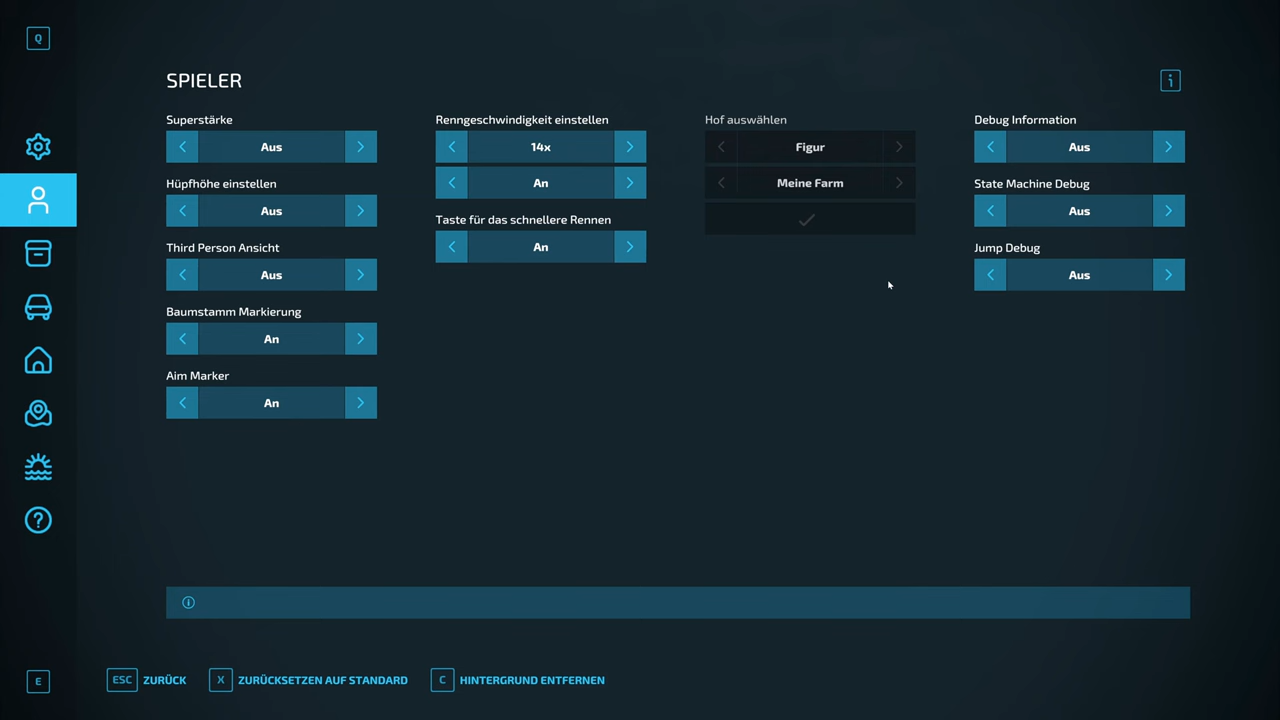 Q
SPIELER
i
Superstärke
Aus
Hüpfhöhe einstellen
Aus
Third Person Ansicht
Aus
Baumstamm Markierung
An
Aim Marker
An
Renngeschwindigkeit einstellen
14x
An
Taste für das schnellere Rennen
An
Hof auswählen
Figur
Meine Farm
Debug Information
Aus
State Machine Debug
Aus
Jump Debug
Aus
E
ESC ZURÜCK X ZURÜCKSETZEN AUF STANDARD C HINTERGRUND ENTFERNEN